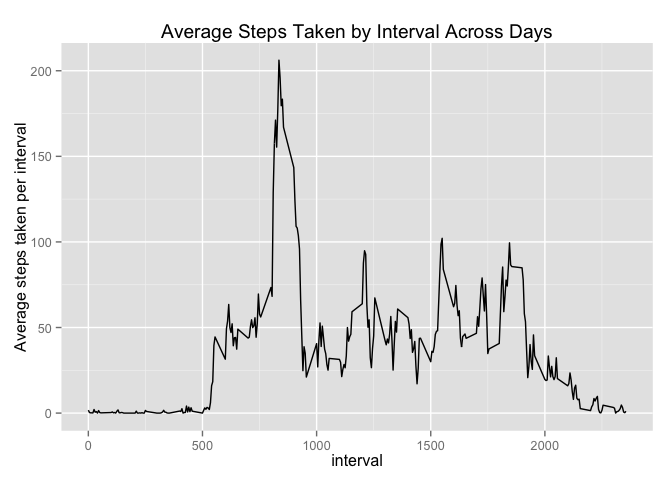 Average Steps Taken by Interval Across Days
Average steps taken per interval
200
150
100
50
0
0 500 1000 1500 2000
interval